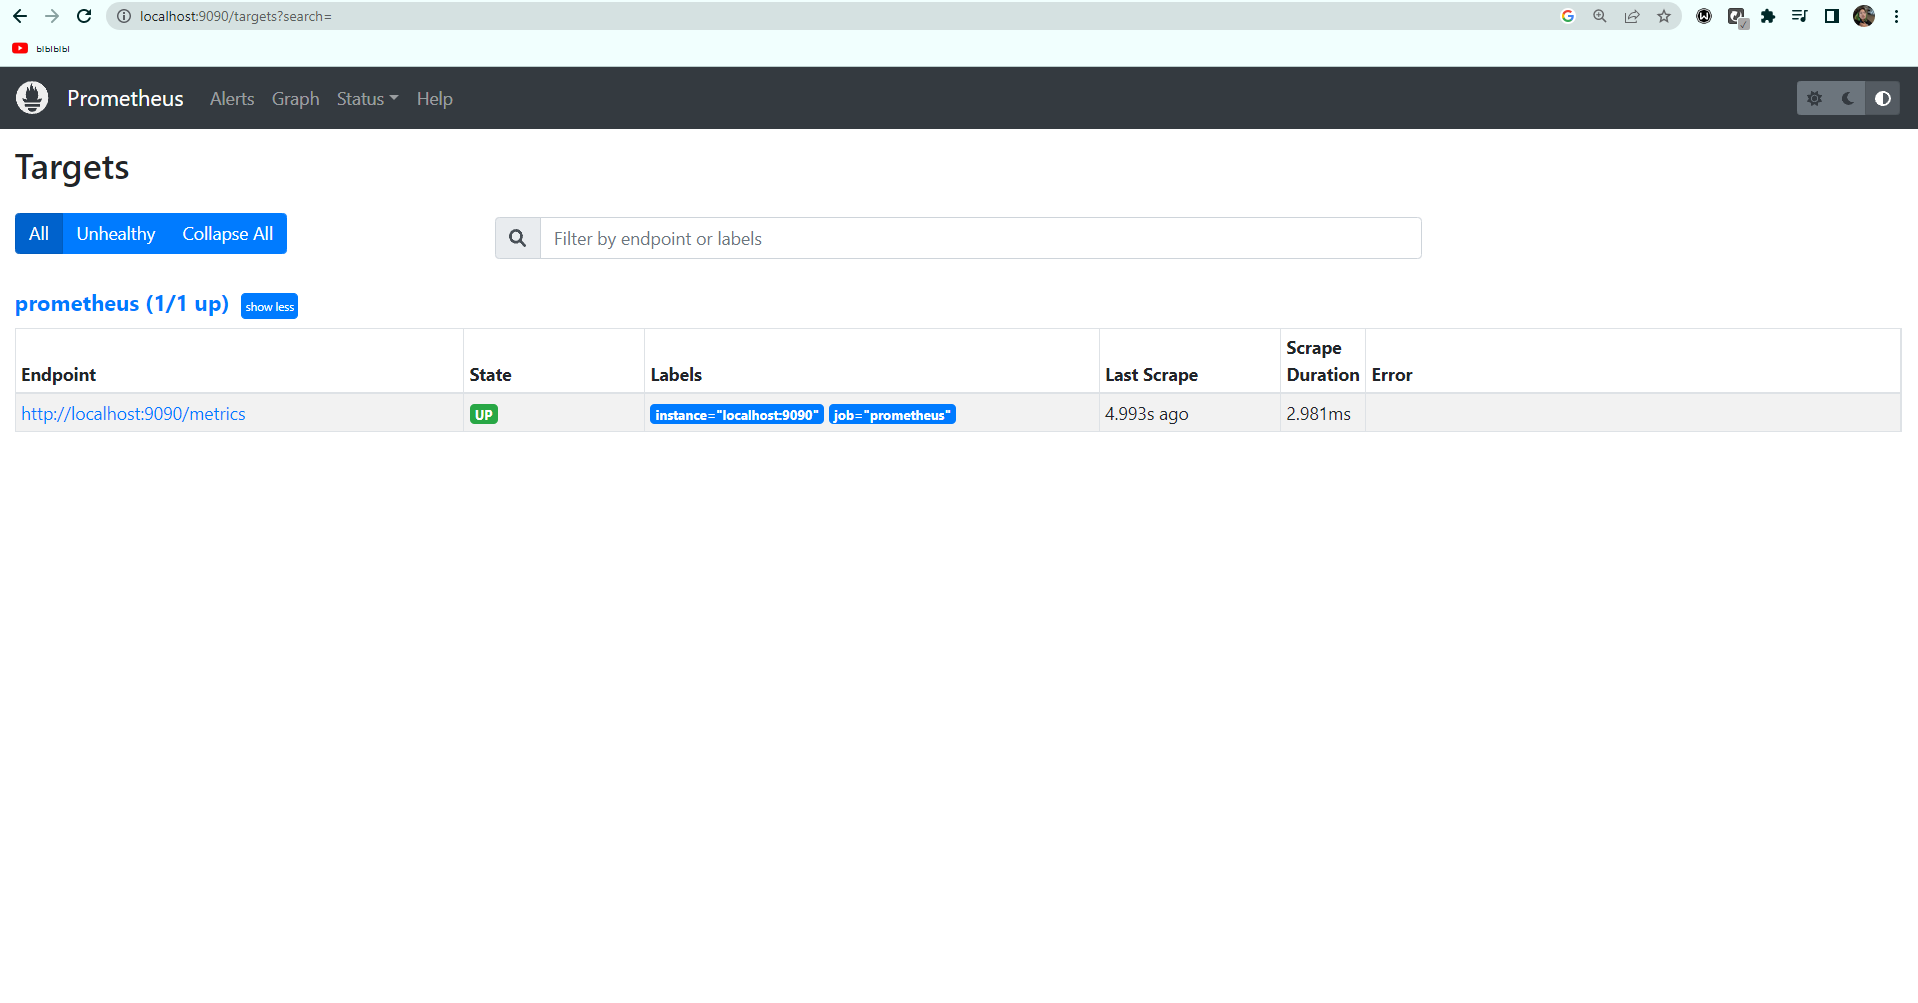 localhost:9090/targets?search=
ыыыы
Prometheus Alerts Graph Status Help
Targets
All Unhealthy Collapse All
Filter by endpoint or labels
prometheus (1/1 up) show less
Endpoint State Labels Last Scrape Scrape Duration Error
http://localhost:9090/metrics UP instance="localhost:9090" job="prometheus" 4.993s ago 2.981ms